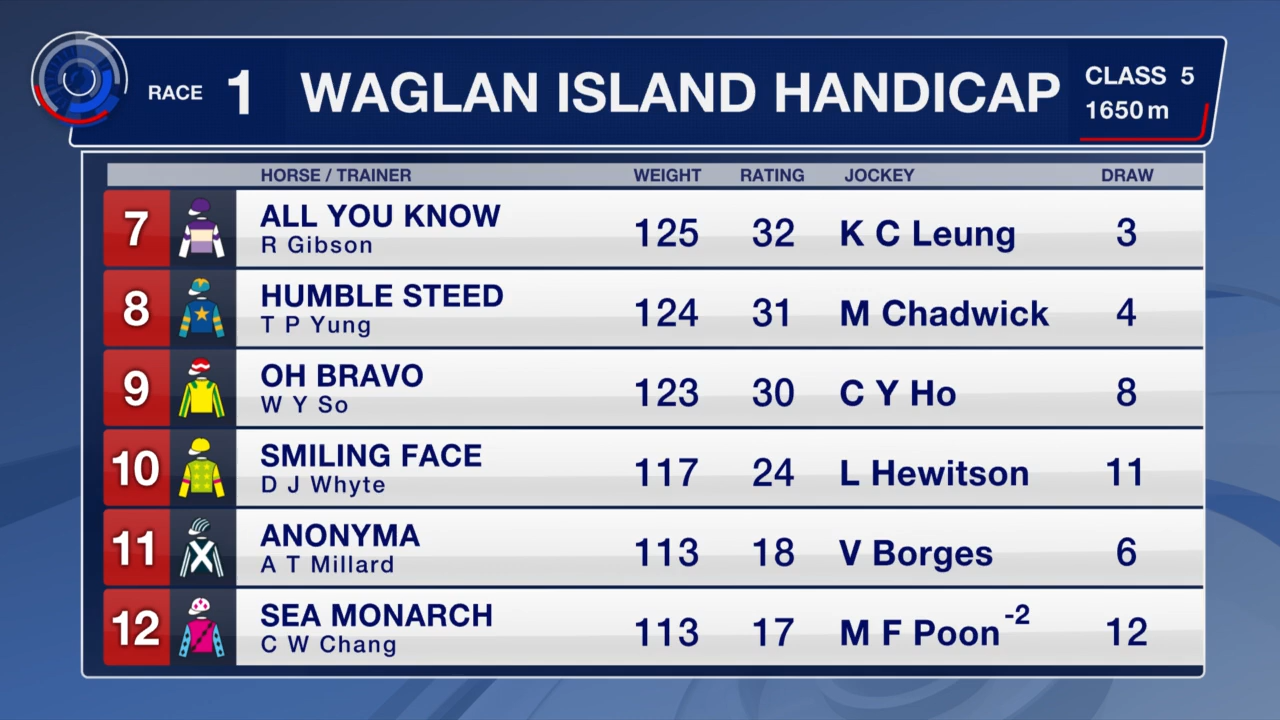 RACE 1 WAGLAN ISLAND HANDICAP CLASS 5
1650 m
HORSE / TRAINER WEIGHT RATING JOCKEY DRAW
7 ALL YOU KNOW 125 32 K C Leung 3
R Gibson
8 HUMBLE STEED 124 31 M Chadwick 4
T P Yung
9 OH BRAVO 123 30 C Y Ho 8
W Y So
10 SMILING FACE 117 24 L Hewitson 11
D J Whyte
11 ANONYMA 113 18 V Borges 6
A T Millard
12 SEA MONARCH 113 17 M F Poon -2 12
C W Chang